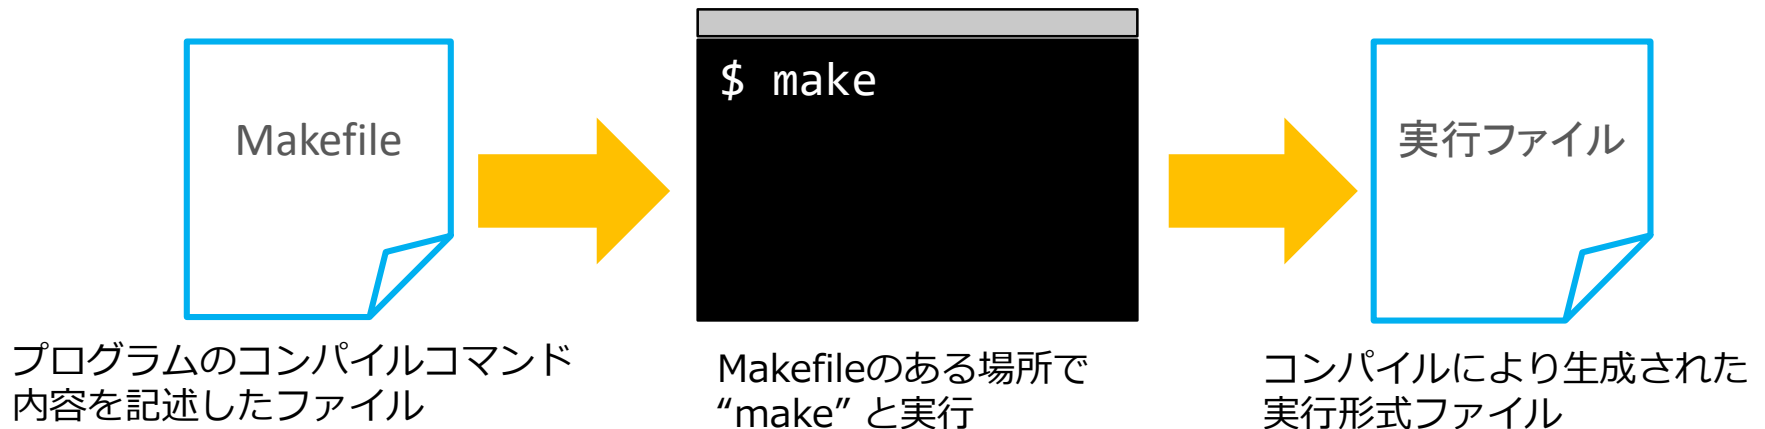 Makefile
$ make
実行ファイル
プログラムのコンパイルコマンド
内容を記述したファイル
Makefileのある場所で
“make” と実行
コンパイルにより生成された
実行形式ファイル